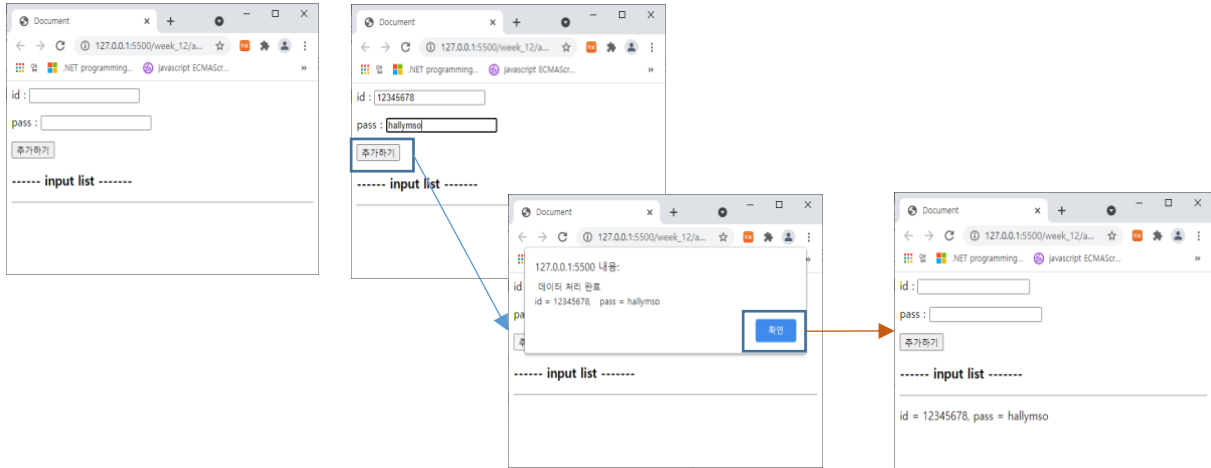 Document
127.0.0.1:5500/week_12/a...
앱 .NET programming... javascript ECMAScr... »
id :
pass :
추가하기
------ input list -------
Document
127.0.0.1:5500/week_12/a...
앱 .NET programming... javascript ECMAScr... »
id : 12345678
pass : hallymso
추가하기
------ input list -------
Document
127.0.0.1:5500/week_12/a...
127.0.0.1:5500 내용:
데이터 처리 완료
id = 12345678, pass = hallymso
확인
id
pa
------ input list -------
Document
127.0.0.1:5500/week_12/a...
앱 .NET programming... javascript ECMAScr... »
id :
pass :
추가하기
------ input list -------
id = 12345678, pass = hallymso